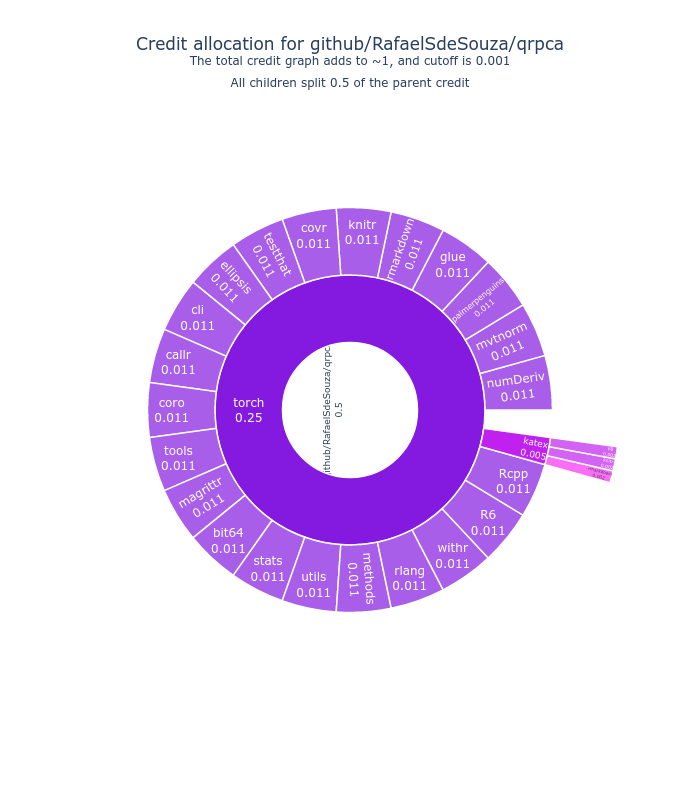 Credit allocation for github/RafaelSdeSouza/qrpca
The total credit graph adds to ~1, and cutoff is 0.001
All children split 0.5 of the parent credit
covr
0.011
knitr
0.011
rmarkdown
0.011
glue
0.011
palmerpenguins
0.011
mvtnorm
0.011
numDeriv
0.011
testthat
0.011
ellipsis
0.011
cli
0.011
callr
0.011
coro
0.011
tools
0.011
magrittr
0.011
bit64
0.011
stats
0.011
utils
0.011
methods
0.011
rlang
0.011
withr
0.011
R6
0.011
Rcpp
0.011
katex
0.005
torch
0.25
github/RafaelSdeSouza/qrpca
0.5